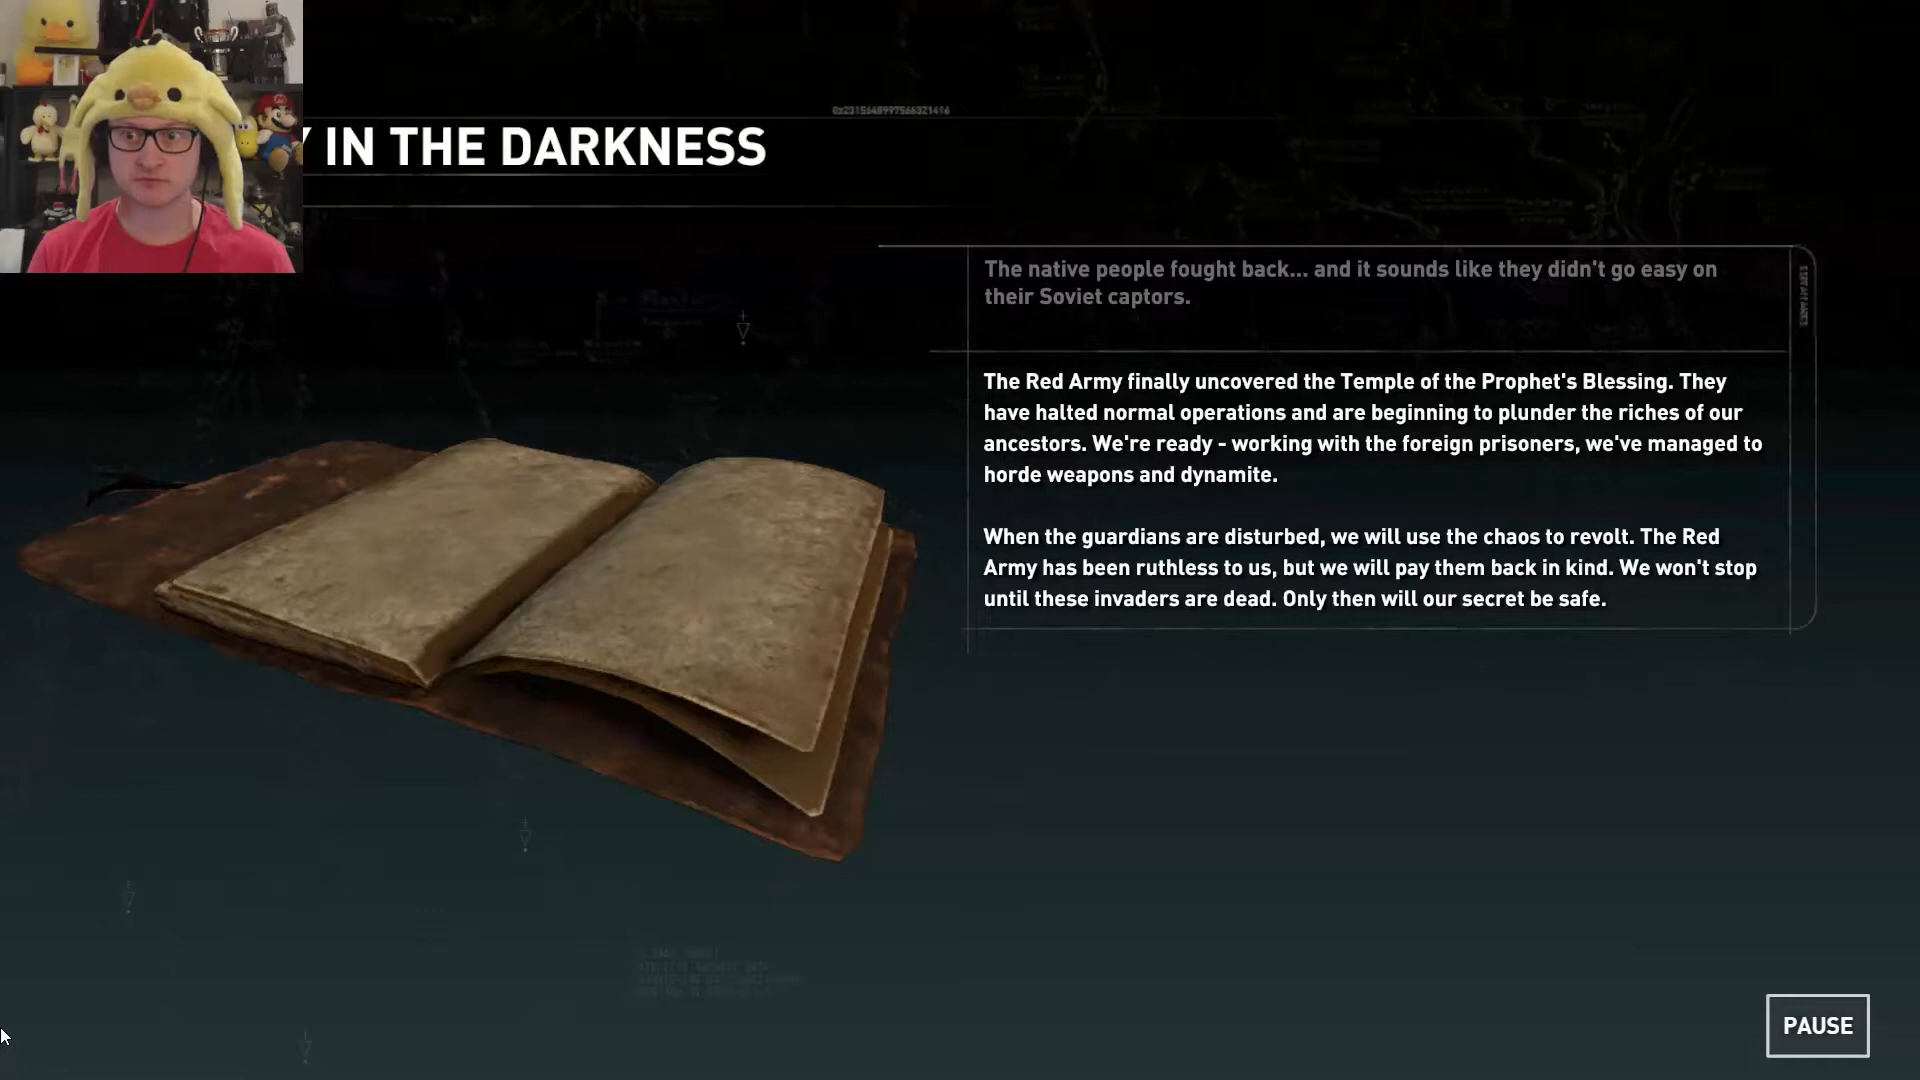 0x2315648997566321416
Y IN THE DARKNESS
The native people fought back... and it sounds like they didn't go easy on
their Soviet captors.
The Red Army finally uncovered the Temple of the Prophet's Blessing. They
have halted normal operations and are beginning to plunder the riches of our
ancestors. We're ready - working with the foreign prisoners, we've managed to
horde weapons and dynamite.
When the guardians are disturbed, we will use the chaos to revolt. The Red
Army has been ruthless to us, but we will pay them back in kind. We won't stop
until these invaders are dead. Only then will our secret be safe.
PAUSE